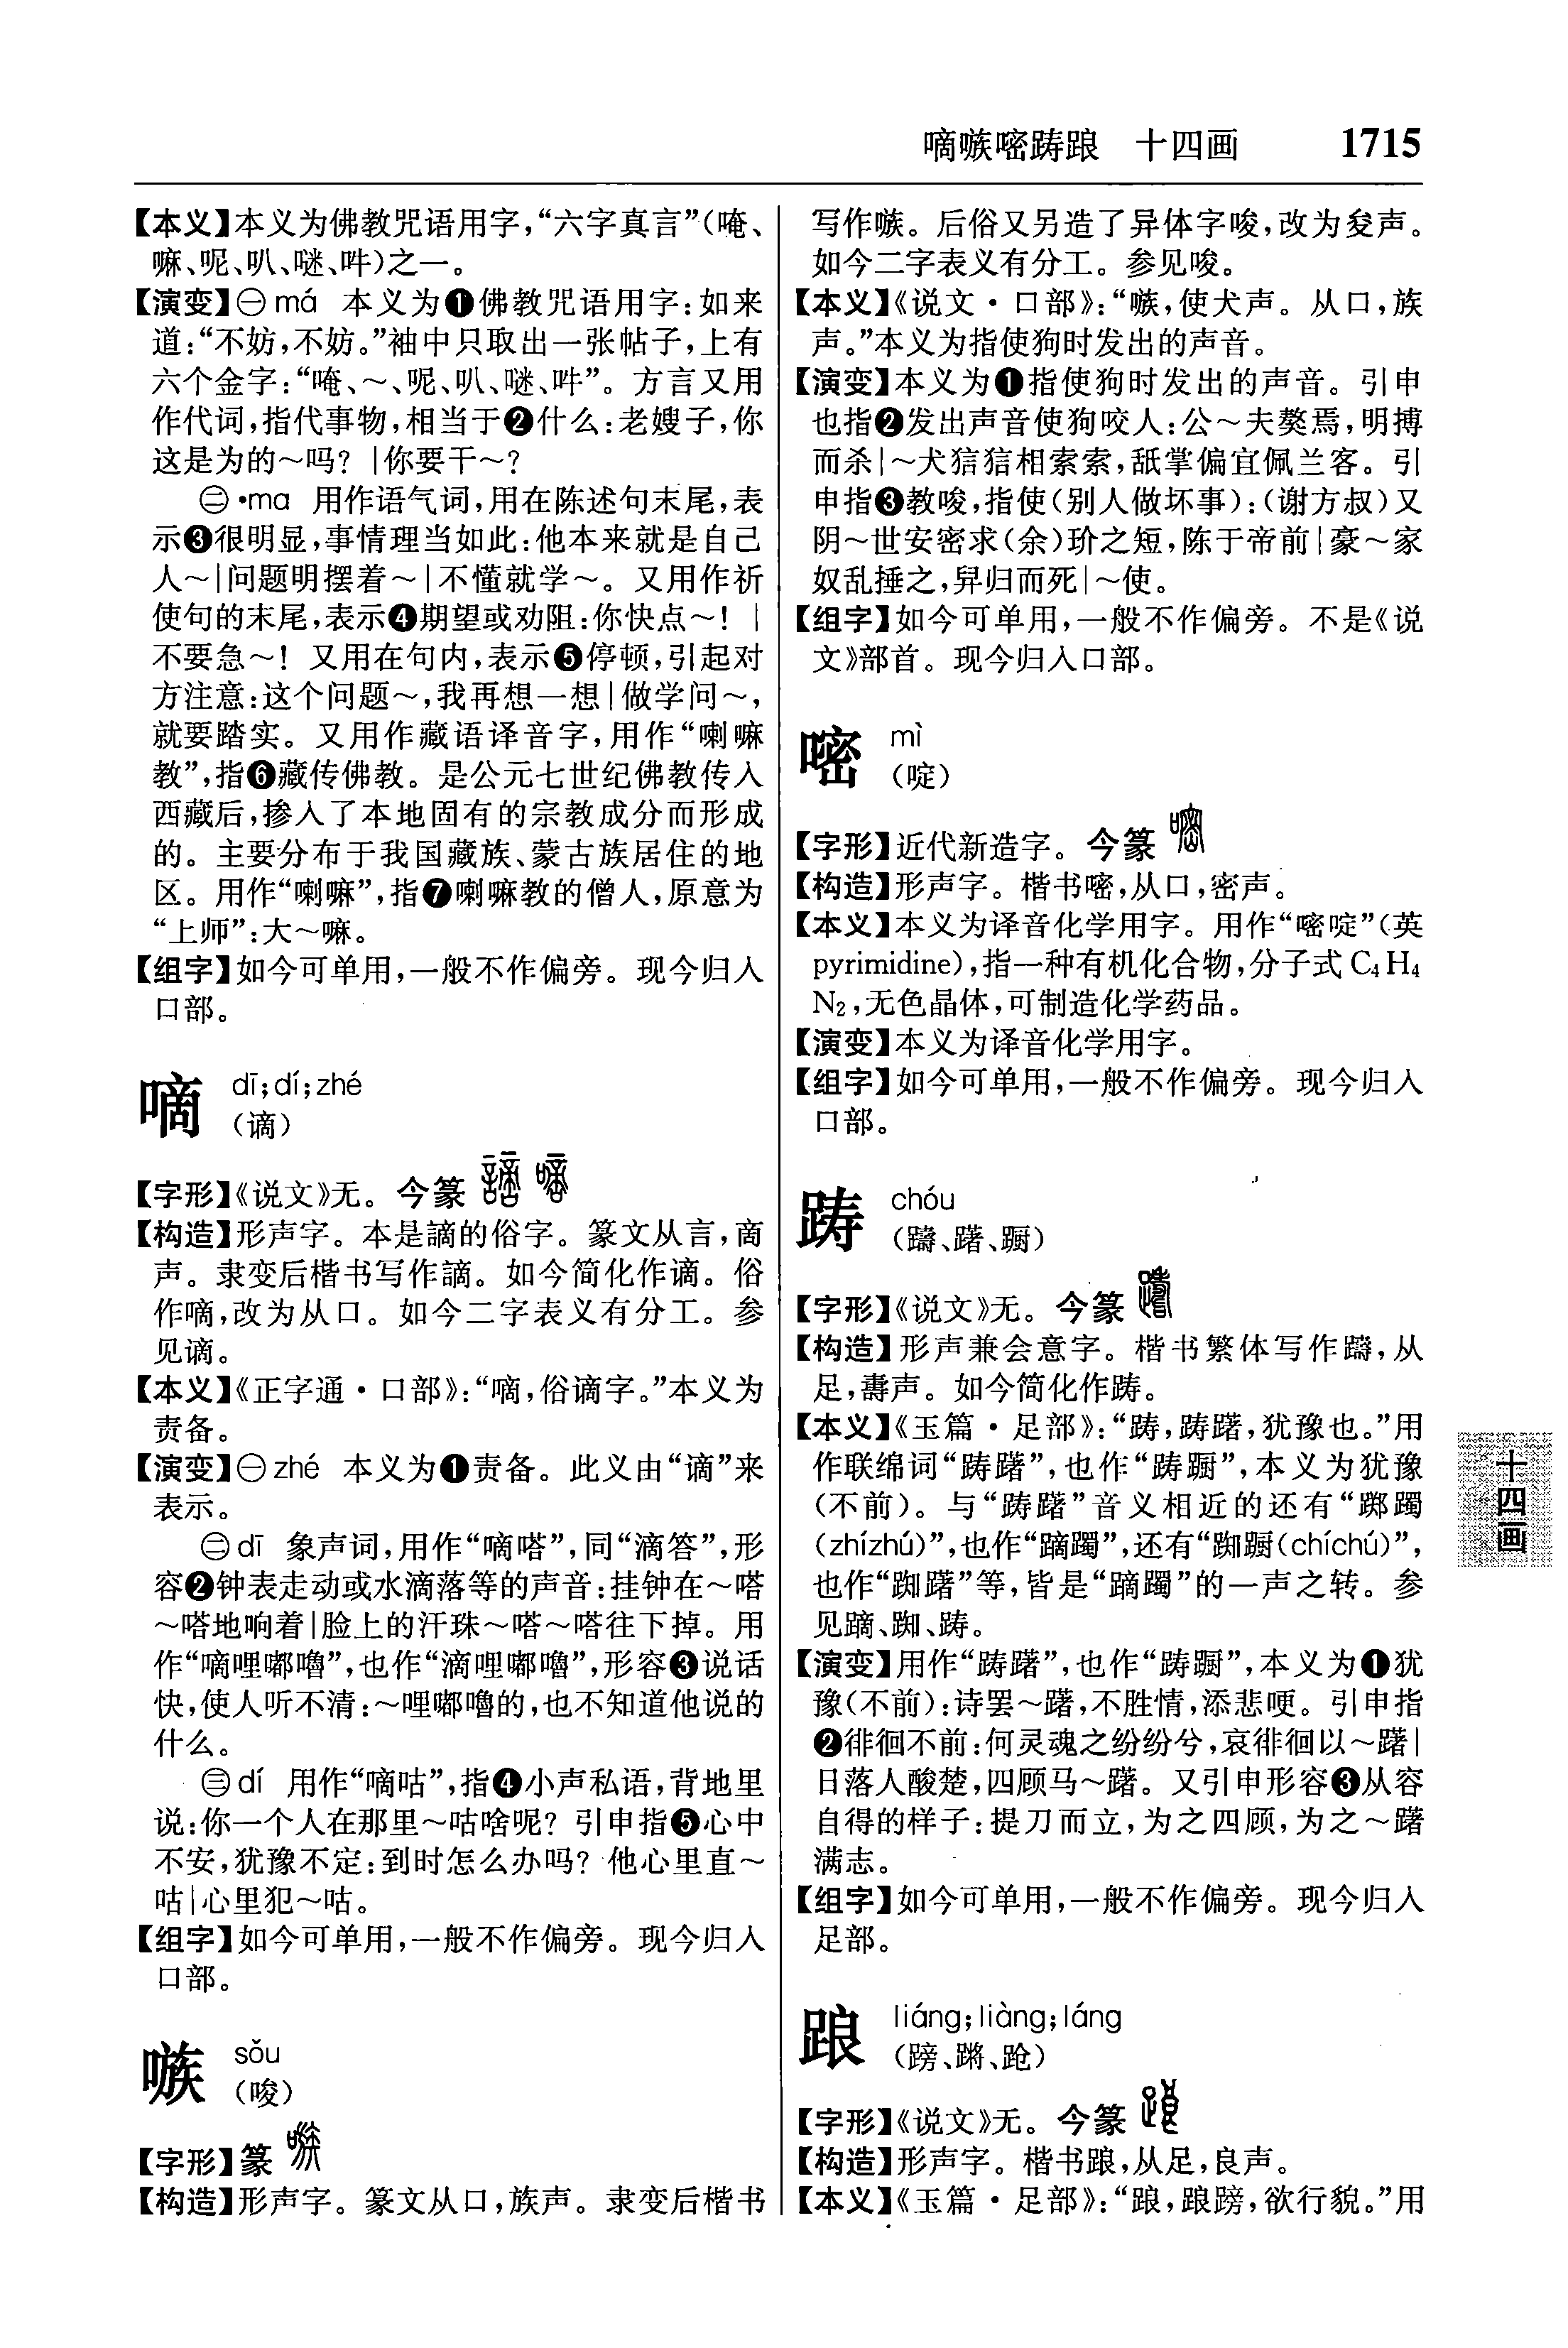 嘀嗾嘧踌踉 十四画 1715
【本义】本义为佛教咒语用字,“六字真言”(唵、
嘛、呢、叭、𠺗、吽)之一。
【演变】㊀má 本义为❶佛教咒语用字:如来
道:“不妨,不妨。”袖中只取出一张帖子,上有
六个金字:“唵、～、呢、叭、𠺗、吽”。方言又用
作代词,指代事物,相当于❷什么:老嫂子,你
这是为的～吗?|你要干～?
㊁·ma 用作语气词,用在陈述句末尾,表
示❸很明显,事情理当如此:他本来就是自己
人～|问题明摆着～|不懂就学～。又用作祈
使句的末尾,表示❹期望或劝阻:你快点～!|
不要急～! 又用在句内,表示❺停顿,引起对
方注意:这个问题～,我再想一想|做学问～,
就要踏实。又用作藏语译音字,用作“喇嘛
教”,指❻藏传佛教。是公元七世纪佛教传入
西藏后,掺入了本地固有的宗教成分而形成
的。主要分布于我国藏族、蒙古族居住的地
区。用作“喇嘛”,指❼喇嘛教的僧人,原意为
“上师”:大～嘛。
【组字】如今可单用,一般不作偏旁。现今归入
口部。
嘀 dī;dí;zhé
(谪)
【字形】《说文》无。今篆
【构造】形声字。本是謫的俗字。篆文从言,啇
声。隶变后楷书写作謫。如今简化作谪。俗
作嘀,改为从口。如今二字表义有分工。参
见谪。
【本义】《正字通·口部》:“嘀,俗谪字。”本义为
责备。
【演变】㊀zhé 本义为❶责备。此义由“谪”来
表示。
㊁dī 象声词,用作“嘀嗒”,同“滴答”,形
容❷钟表走动或水滴落等的声音:挂钟在～嗒
～嗒地响着|脸上的汗珠～嗒～嗒往下掉。用
作“嘀哩嘟噜”,也作“滴哩嘟噜”,形容❸说话
快,使人听不清:～哩嘟噜的,也不知道他说的
什么。
㊂dí 用作“嘀咕”,指❹小声私语,背地里
说:你一个人在那里～咕啥呢? 引申指❺心中
不安,犹豫不定:到时怎么办吗? 他心里直～
咕|心里犯～咕。
【组字】如今可单用,一般不作偏旁。现今归入
口部。
嗾 sǒu
(唆)
【字形】篆
【构造】形声字。篆文从口,族声。隶变后楷书
写作嗾。后俗又另造了异体字唆,改为夋声。
如今二字表义有分工。参见唆。
【本义】《说文·口部》:“嗾,使犬声。从口,族
声。”本义为指使狗时发出的声音。
【演变】本义为❶指使狗时发出的声音。引申
也指❷发出声音使狗咬人:公～夫獒焉,明搏
而杀|～犬狺狺相索索,舐掌偏宜佩兰客。引
申指❸教唆,指使(别人做坏事):(谢方叔)又
阴～世安密求(余)玠之短,陈于帝前|豪～家
奴乱捶之,舁归而死|～使。
【组字】如今可单用,一般不作偏旁。不是《说
文》部首。现今归入口部。
嘧 mì
(啶)
【字形】近代新造字。今篆
【构造】形声字。楷书嘧,从口,密声。
【本义】本义为译音化学用字。用作“嘧啶”(英
pyrimidine),指一种有机化合物,分子式C₄H₄
N₂,无色晶体,可制造化学药品。
【演变】本义为译音化学用字。
【组字】如今可单用,一般不作偏旁。现今归入
口部。
踌 chóu
(躊、躇、蹰)
【字形】《说文》无。今篆
【构造】形声兼会意字。楷书繁体写作躊,从
足,壽声。如今简化作踌。
【本义】《玉篇·足部》:“踌,踌躇,犹豫也。”用
作联绵词“踌躇”,也作“踌蹰”,本义为犹豫
(不前)。与“踌躇”音义相近的还有“踯躅
(zhízhú)”,也作“蹢躅”,还有“踟蹰(chíchú)”,
也作“踟躇”等,皆是“蹢躅”的一声之转。参
见蹢、踟、踌。
【演变】用作“踌躇”,也作“踌蹰”,本义为❶犹
豫(不前):诗罢～躇,不胜情,添悲哽。引申指
❷徘徊不前:何灵魂之纷纷兮,哀徘徊以～躇|
日落人酸楚,四顾马～躇。又引申形容❸从容
自得的样子:提刀而立,为之四顾,为之～躇
满志。
【组字】如今可单用,一般不作偏旁。现今归入
足部。
踉 liáng;liàng;láng
(蹐、蹡、跄)
【字形】《说文》无。今篆
【构造】形声字。楷书踉,从足,良声。
【本义】《玉篇·足部》:“踉,踉蹡,欲行貌。”用
十四画